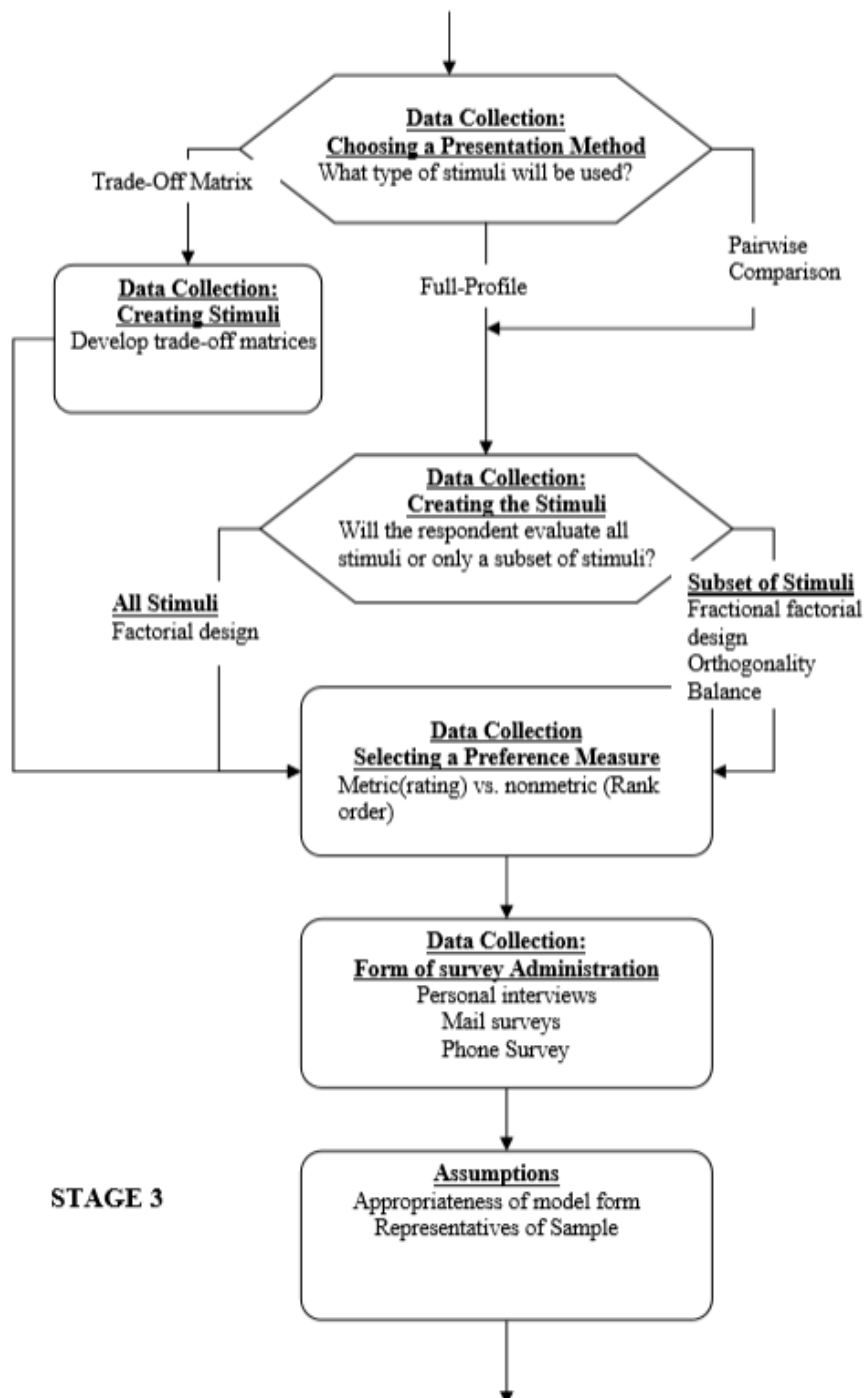 Data Collection:
Choosing a Presentation Method
What type of stimuli will be used?
Trade-Off Matrix
Pairwise
Comparison
Full-Profile
Data Collection:
Creating Stimuli
Develop trade-off matrices
Data Collection:
Creating the Stimuli
Will the respondent evaluate all
stimuli or only a subset of stimuli?
All Stimuli
Factorial design
Subset of Stimuli
Fractional factorial
design
Orthogonality
Balance
Data Collection
Selecting a Preference Measure
Metric(rating) vs. nonmetric (Rank
order)
Data Collection:
Form of survey Administration
Personal interviews
Mail surveys
Phone Survey
STAGE 3
Assumptions
Appropriateness of model form
Representatives of Sample